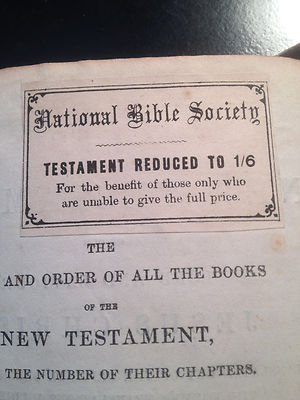 National Bible Society
TESTAMENT REDUCED TO 1/6
For the benefit of those only who
are unable to give the full price.
THE
AND ORDER OF ALL THE BOOKS
OF THE
NEW TESTAMENT,
THE NUMBER OF THEIR CHAPTERS.